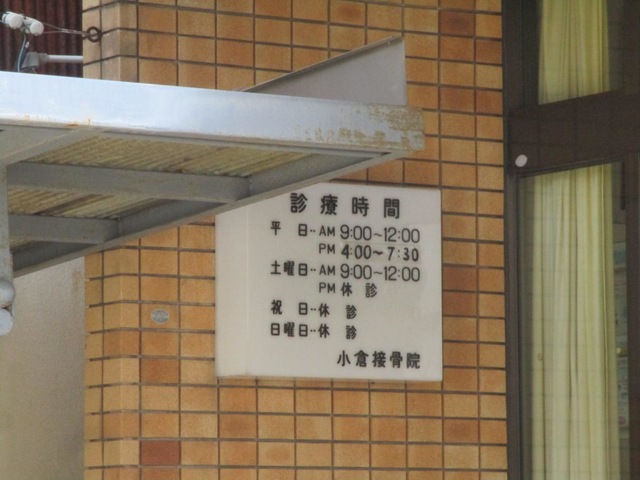 診療時間
平　日‥AM 9:00~12:00
PM 4:00~7:30
土曜日‥AM 9:00~12:00
PM 休　診
祝　日‥休　診
日曜日‥休　診
小倉接骨院